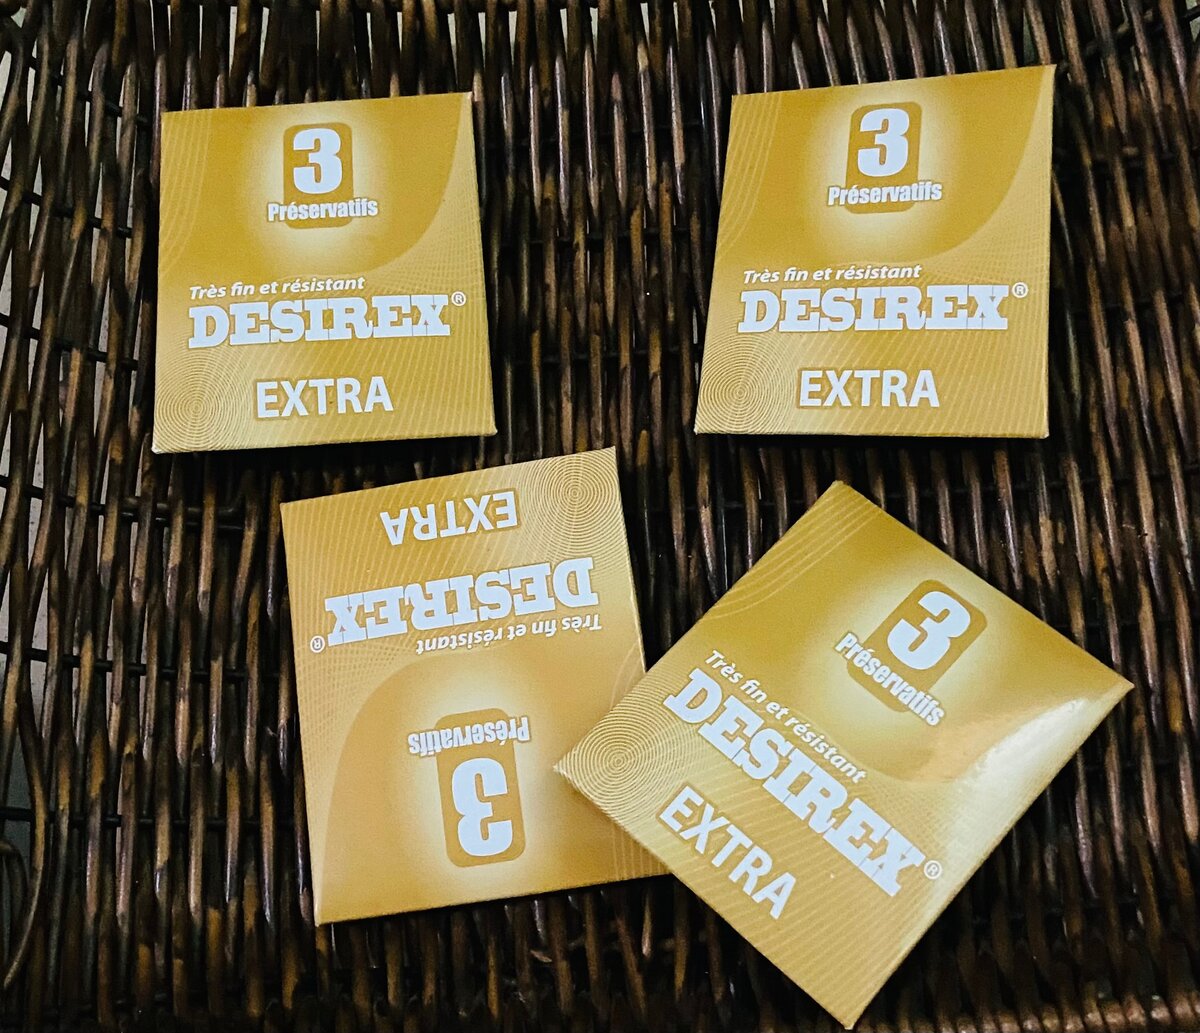 3
Préservatifs
Très fin et résistant
DESIREX®
EXTRA
3
Préservatifs
Très fin et résistant
DESIREX®
EXTRA
3
Préservatifs
Très fin et résistant
DESIREX®
EXTRA
3
Préservatifs
Très fin et résistant
DESIREX®
EXTRA